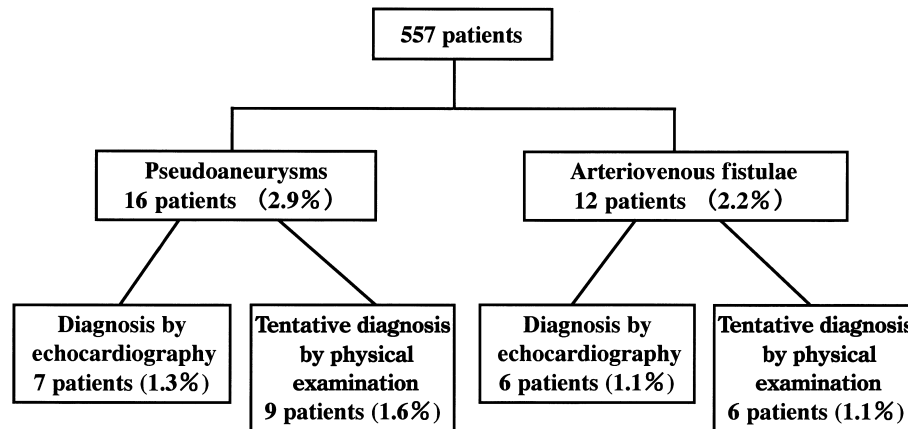 557 patients
Pseudoaneurysms
16 patients （2.9%）
Arteriovenous fistulae
12 patients （2.2%）
Diagnosis by
echocardiography
7 patients (1.3%)
Tentative diagnosis
by physical
examination
9 patients (1.6%)
Diagnosis by
echocardiography
6 patients (1.1%)
Tentative diagnosis
by physical
examination
6 patients (1.1%)